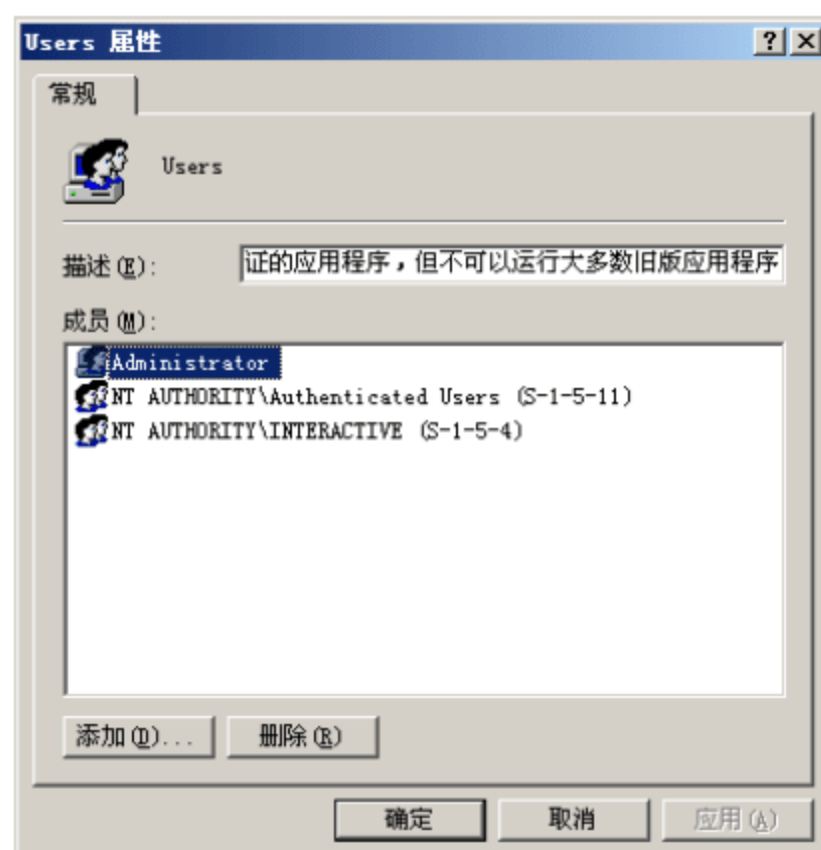 Users 属性
常规
Users
描述(E):
证的应用程序，但不可以运行大多数旧版应用程序
成员(M):
Administrator
NT AUTHORITY\Authenticated Users (S-1-5-11)
NT AUTHORITY\INTERACTIVE (S-1-5-4)
添加(D)... 删除(R)
确定 取消 应用(A)